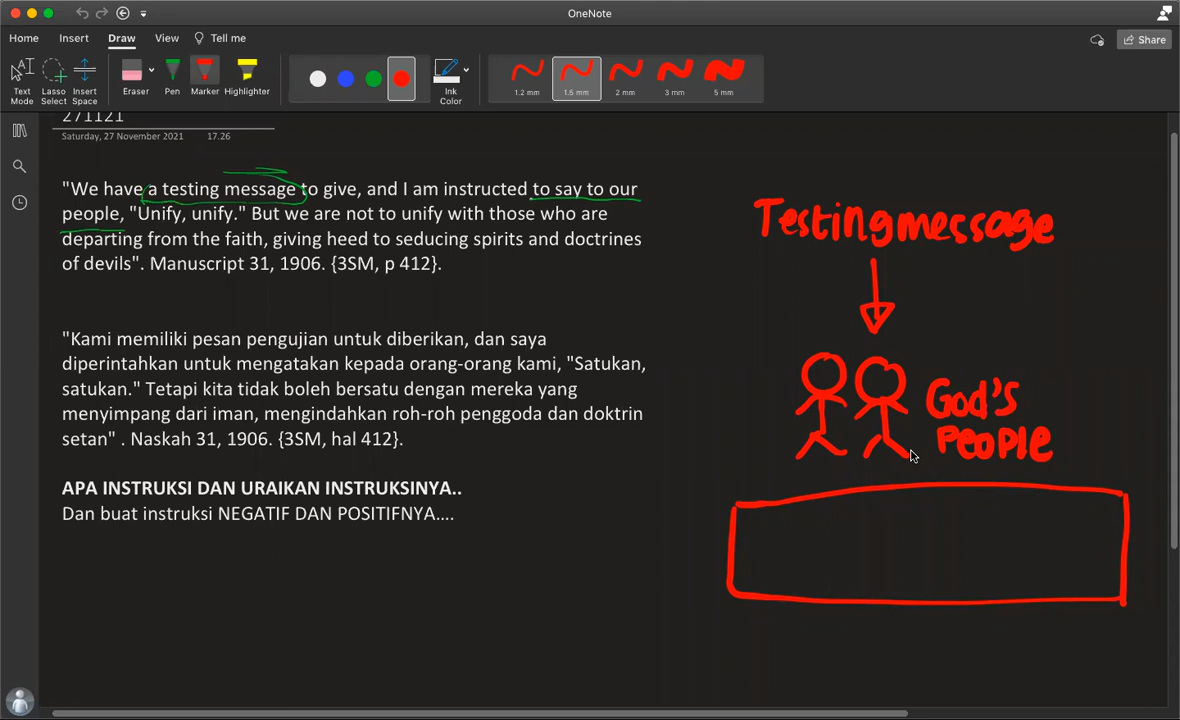 OneNote
Home Insert Draw View Tell me
Share
Text Mode
Lasso Select
Insert Space
Eraser
Pen
Marker
Highlighter
Ink Color
1.2 mm
1.6 mm
2 mm
3 mm
5 mm
271121
Saturday, 27 November 2021 17.26
"We have a testing message to give, and I am instructed to say to our
people, "Unify, unify." But we are not to unify with those who are
departing from the faith, giving heed to seducing spirits and doctrines
of devils". Manuscript 31, 1906. {3SM, p 412}.
"Kami memiliki pesan pengujian untuk diberikan, dan saya
diperintahkan untuk mengatakan kepada orang-orang kami, "Satukan,
satukan." Tetapi kita tidak boleh bersatu dengan mereka yang
menyimpang dari iman, mengindahkan roh-roh penggoda dan doktrin
setan" . Naskah 31, 1906. {3SM, hal 412}.
APA INSTRUKSI DAN URAIKAN INSTRUKSINYA..
Dan buat instruksi NEGATIF DAN POSITIFNYA....
Testing message
God's
People